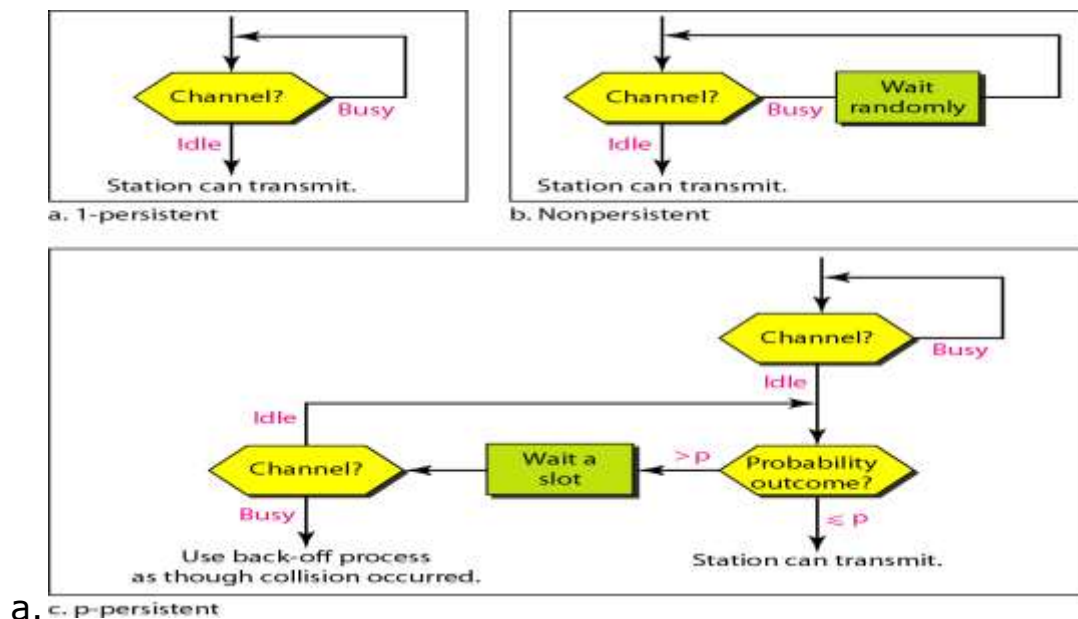 Channel?
Busy
Idle
Station can transmit.
a. 1-persistent
Channel?
Busy
Wait
randomly
Idle
Station can transmit.
b. Nonpersistent
Channel?
Busy
Idle
Idle
Channel?
Wait a
slot
>p
Probability
outcome?
Busy
⩽ p
Use back-off process
as though collision occurred.
Station can transmit.
a.
c. p-persistent